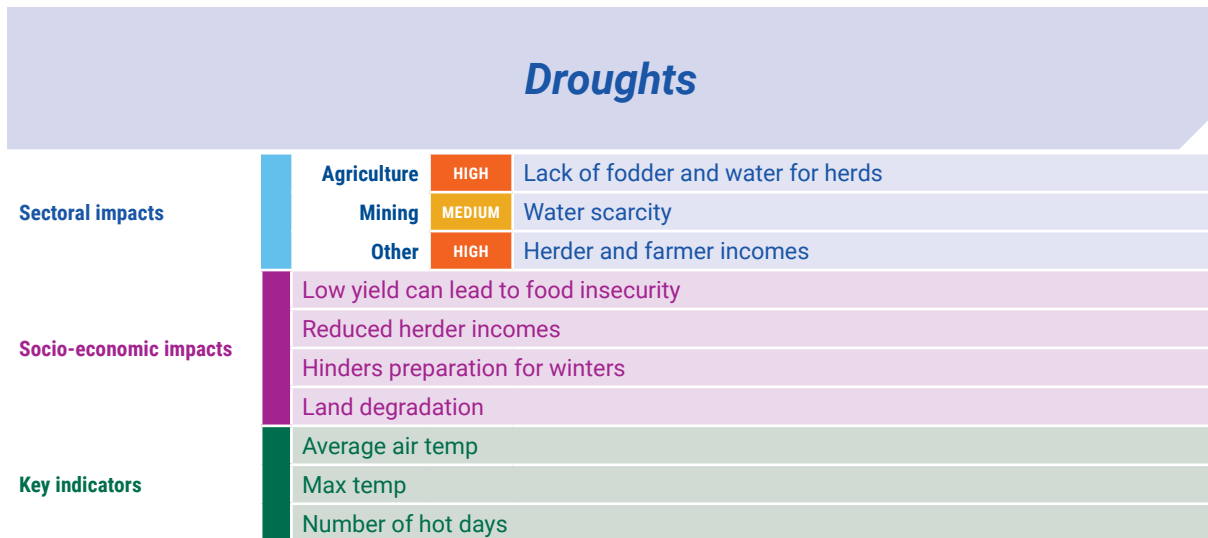 Droughts
Sectoral impacts
Agriculture HIGH Lack of fodder and water for herds
Mining MEDIUM Water scarcity
Other HIGH Herder and farmer incomes
Socio-economic impacts
Low yield can lead to food insecurity
Reduced herder incomes
Hinders preparation for winters
Land degradation
Key indicators
Average air temp
Max temp
Number of hot days